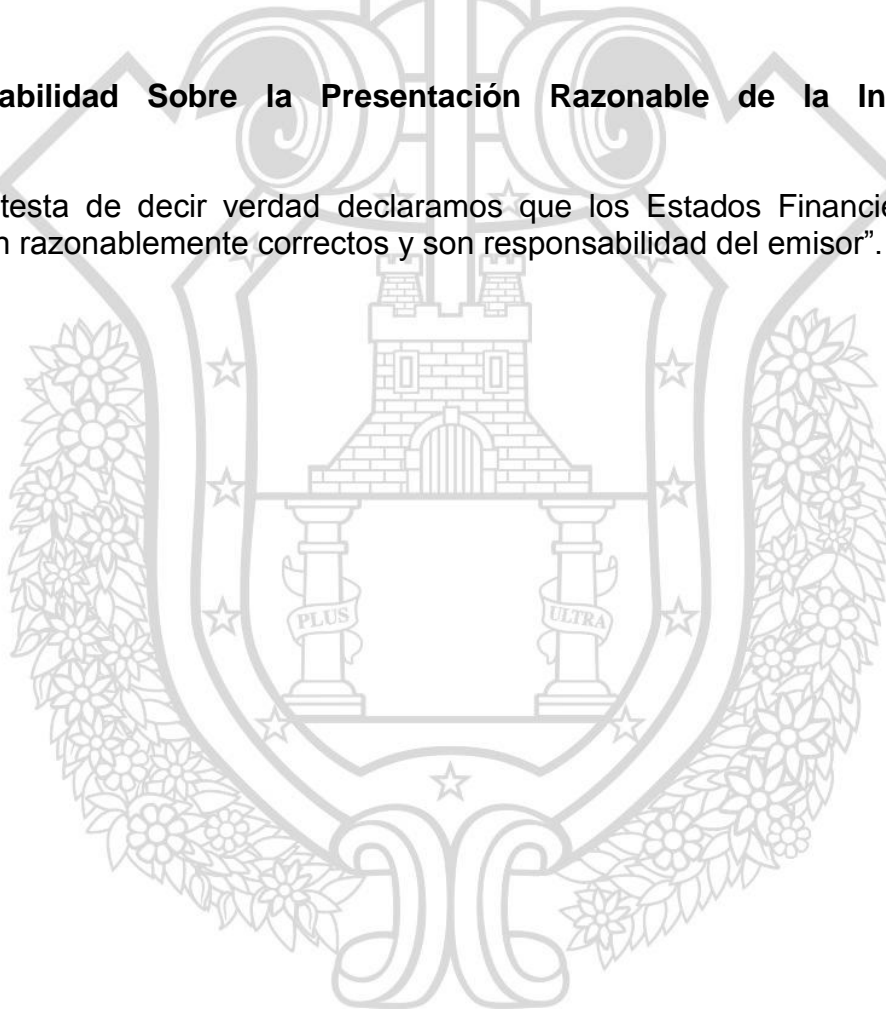 abilidad Sobre la Presentación Razonable de la In
testa de decir verdad declaramos que los Estados Financie
n razonablemente correctos y son responsabilidad del emisor”.
PLUS ULTRA